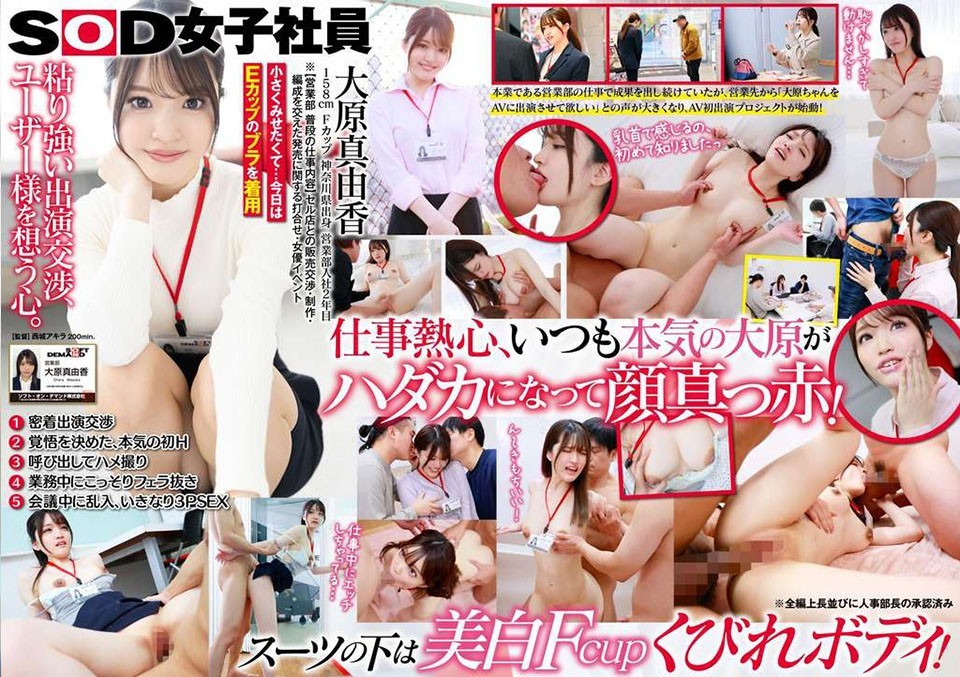 SOD女子社員
粘り強い出演交渉、
ユーザー様を想う心。
【監督】西城アキラ 200min.
大原真由香
158cm Fカップ 神奈川県出身 営業部入社2年目
※【営業部 普段の仕事内容】セル店との販売交渉・制作・
編成を交えた発売に関する打合せ・女優イベント
小さくみせたくて…今日は
Eカップのブラを着用
営業部
大原真由香
ソフト・オン・デマンド株式会社
1 密着出演交渉
2 覚悟を決めた、本気の初H
3 呼び出してハメ撮り
4 業務中にこっそりフェラ抜き
5 会議中に乱入、いきなり3PSEX
本業である営業部の仕事で成果を出し続けていたが、営業先から「大原ちゃんを
AVに出演させて欲しい」との声が大きくなり、AV初出演プロジェクトが始動!
恥ずかしすぎて
動けません…
乳首で感じるの、
初めて知りましたっ
仕事熱心、いつも本気の大原が
ハダカになって顔真っ赤!
ん〜きもちいい!
仕事中にエッチ
しちゃってる…
※全編上長並びに人事部長の承認済み
スーツの下は美白Fcupくびれボディ!